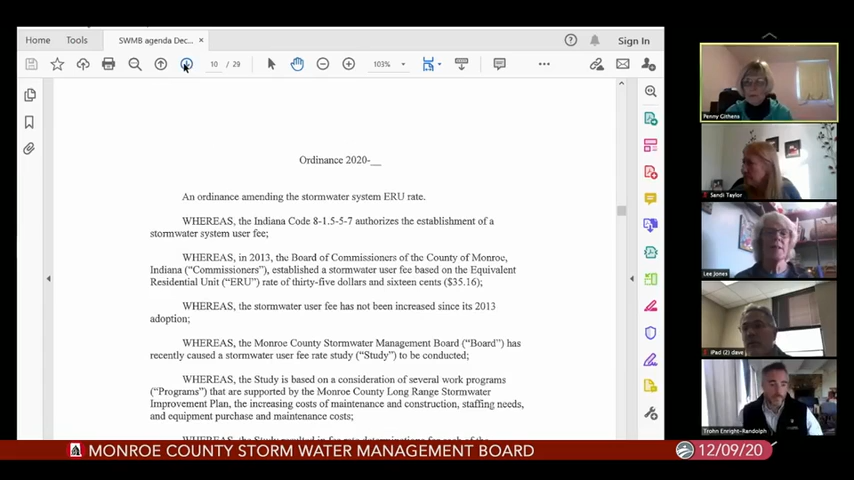 Home Tools SWMB agenda Dec... × Sign In
10 / 29 103%
Ordinance 2020-__
An ordinance amending the stormwater system ERU rate.
WHEREAS, the Indiana Code 8-1.5-5-7 authorizes the establishment of a
stormwater system user fee;
WHEREAS, in 2013, the Board of Commissioners of the County of Monroe,
Indiana ("Commissioners"), established a stormwater user fee based on the Equivalent
Residential Unit ("ERU") rate of thirty-five dollars and sixteen cents ($35.16);
WHEREAS, the stormwater user fee has not been increased since its 2013
adoption;
WHEREAS, the Monroe County Stormwater Management Board ("Board") has
recently caused a stormwater user fee rate study ("Study") to be conducted;
WHEREAS, the Study is based on a consideration of several work programs
("Programs") that are supported by the Monroe County Long Range Stormwater
Improvement Plan, the increasing costs of maintenance and construction, staffing needs,
and equipment purchase and maintenance costs;
Penny Githens
Sandi Taylor
Lee Jones
iPad (2) dave
Trohn Enright-Randolph
MONROE COUNTY STORM WATER MANAGEMENT BOARD 12/09/20